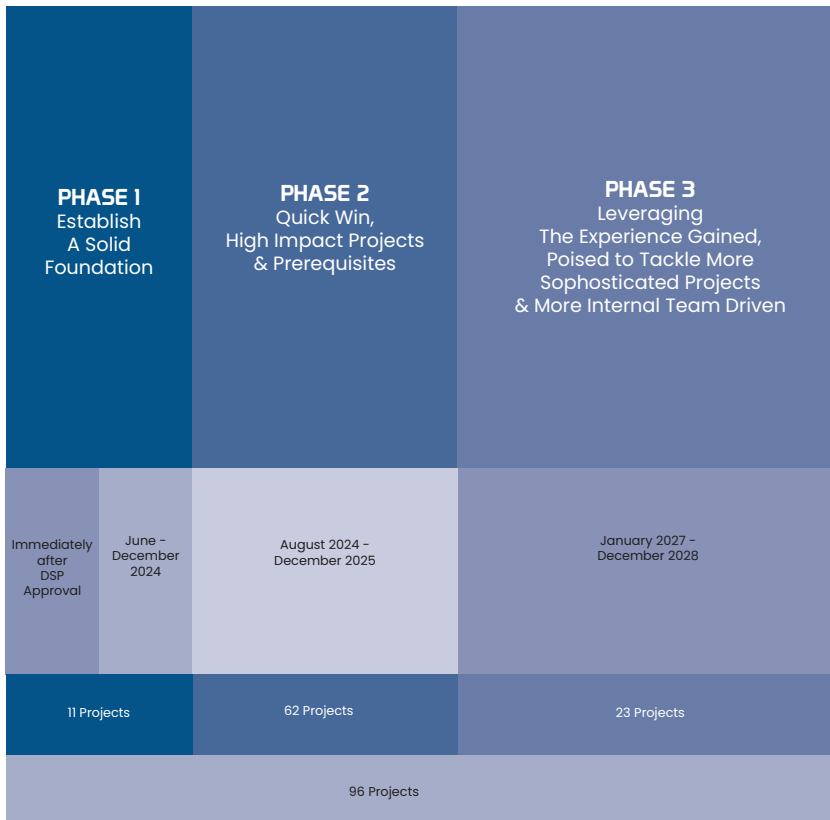 PHASE 1
Establish
A Solid
Foundation
PHASE 2
Quick Win,
High Impact Projects
& Prerequisites
PHASE 3
Leveraging
The Experience Gained,
Poised to Tackle More
Sophosticated Projects
& More Internal Team Driven
Immediately
after
DSP
Approval
June -
December
2024
August 2024 -
December 2025
January 2027 -
December 2028
11 Projects
62 Projects
23 Projects
96 Projects